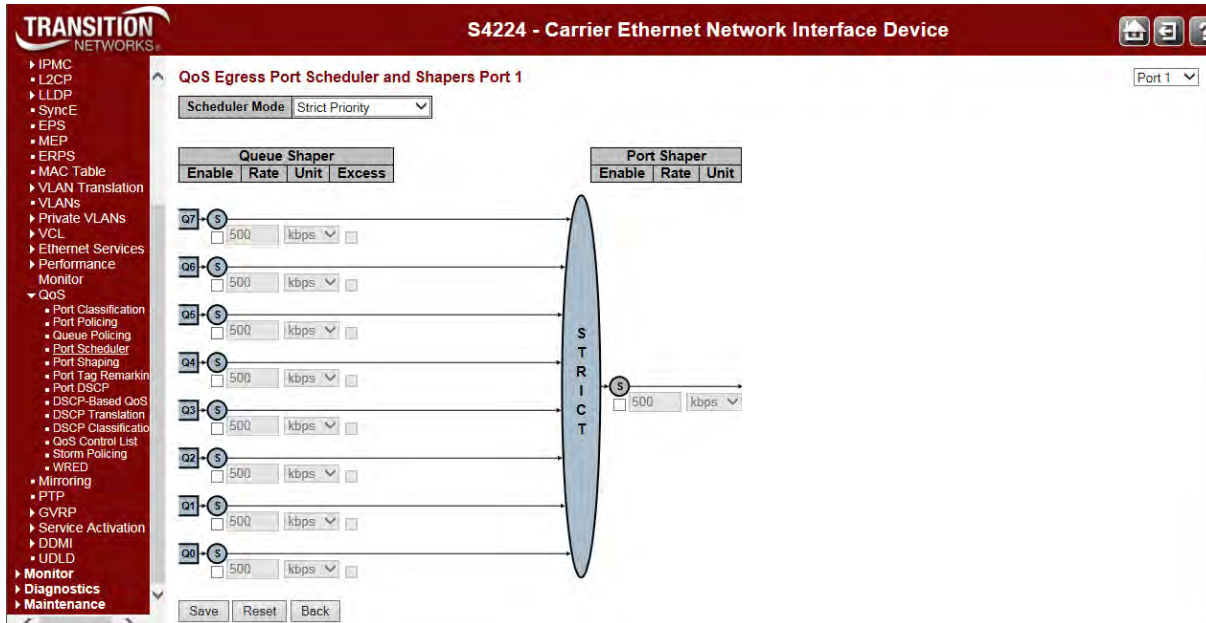 TRANSITION
NETWORKS®
S4224 - Carrier Ethernet Network Interface Device
?
IPMC
L2CP
LLDP
SyncE
EPS
MEP
ERPS
MAC Table
VLAN Translation
VLANs
Private VLANs
VCL
Ethernet Services
Performance
Monitor
QoS
Port Classification
Port Policing
Queue Policing
Port Scheduler
Port Shaping
Port Tag Remarkin
Port DSCP
DSCP-Based QoS
DSCP Translation
DSCP Classificatio
QoS Control List
Storm Policing
WRED
Mirroring
PTP
GVRP
Service Activation
DDMI
UDLD
Monitor
Diagnostics
Maintenance
QoS Egress Port Scheduler and Shapers Port 1
Port 1
Scheduler Mode Strict Priority
Queue Shaper
Enable Rate Unit Excess
Port Shaper
Enable Rate Unit
Q7 S
500 kbps
Q6 S
500 kbps
Q5 S
500 kbps
Q4 S
500 kbps
Q3 S
500 kbps
Q2 S
500 kbps
Q1 S
500 kbps
Q0 S
500 kbps
STRICT
S
500 kbps
Save Reset Back